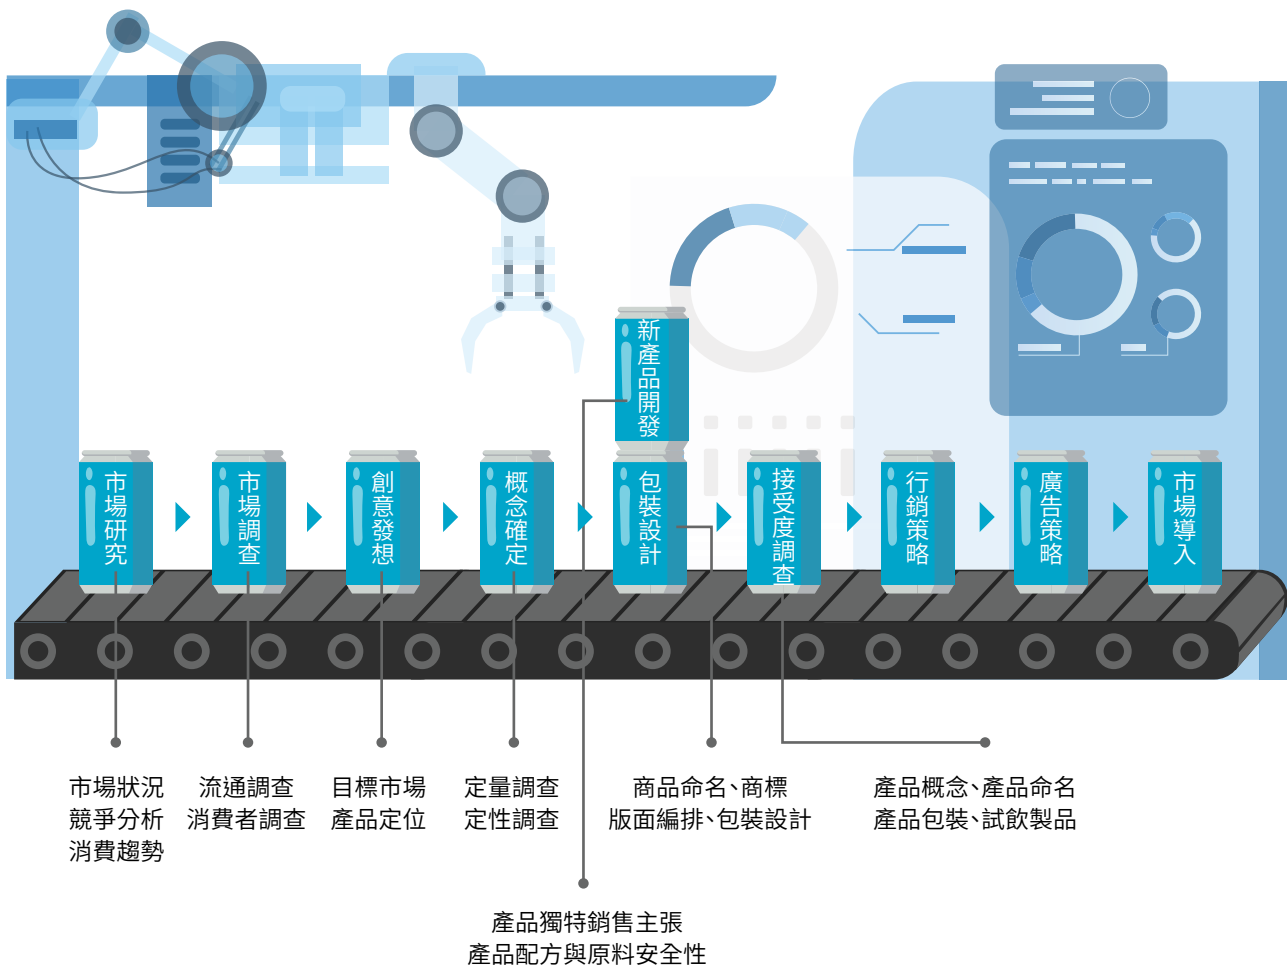 新產品開發
市場研究
市場調查
創意發想
概念確定
包裝設計
接受度調查
行銷策略
廣告策略
市場導入
市場狀況
競爭分析
消費趨勢
流通調查
消費者調查
目標市場
產品定位
定量調查
定性調查
商品命名、商標
版面編排、包裝設計
產品概念、產品命名
產品包裝、試飲製品
產品獨特銷售主張
產品配方與原料安全性